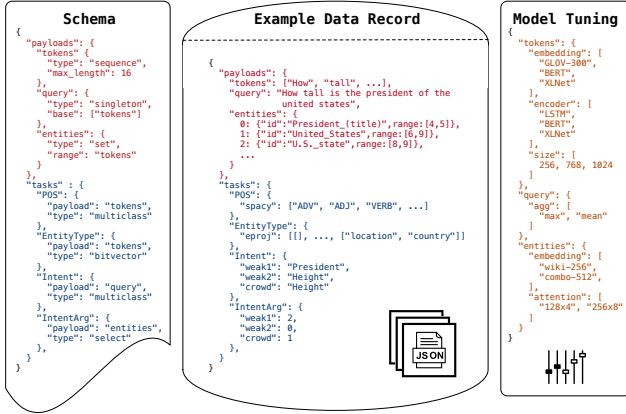 Schema
{
"payloads": {
"tokens" {
"type": "sequence",
"max_length": 16
},
"query": {
"type": "singleton",
"base": ["tokens"]
},
"entities": {
"type": "set",
"range": "tokens"
}
},
"tasks" : {
"POS": {
"payload": "tokens",
"type": "multiclass"
},
"EntityType": {
"payload": "tokens",
"type": "bitvector"
},
"Intent": {
"payload": "query",
"type": "multiclass"
},
"IntentArg": {
"payload": "entities",
"type": "select"
},
}
}
Example Data Record
{
"payloads": {
"tokens": ["How", "tall", ...],
"query": "How tall is the president of the
united states",
"entities": {
0: {"id":"President_(title)",range:[4,5]},
1: {"id":"United_States",range:[6,9]},
2: {"id":"U.S._state",range:[8,9]},
...
}
},
"tasks": {
"POS": {
"spacy": ["ADV", "ADJ", "VERB", ...]
},
"EntityType": {
"eproj": [[], ..., ["location", "country"]]
},
"Intent": {
"weak1": "President",
"weak2": "Height",
"crowd": "Height"
},
"IntentArg": {
"weak1": 2,
"weak2": 0,
"crowd": 1
},
}
}
JSON
Model Tuning
{
"tokens": {
"embedding": [
"GLOV-300",
"BERT",
"XLNet"
],
"encoder": [
"LSTM",
"BERT",
"XLNet"
],
"size": [
256, 768, 1024
]
},
"query": {
"agg": [
"max", "mean"
]
},
"entities": {
"embedding": [
"wiki-256",
"combo-512",
],
"attention": [
"128x4", "256x8"
]
}
}